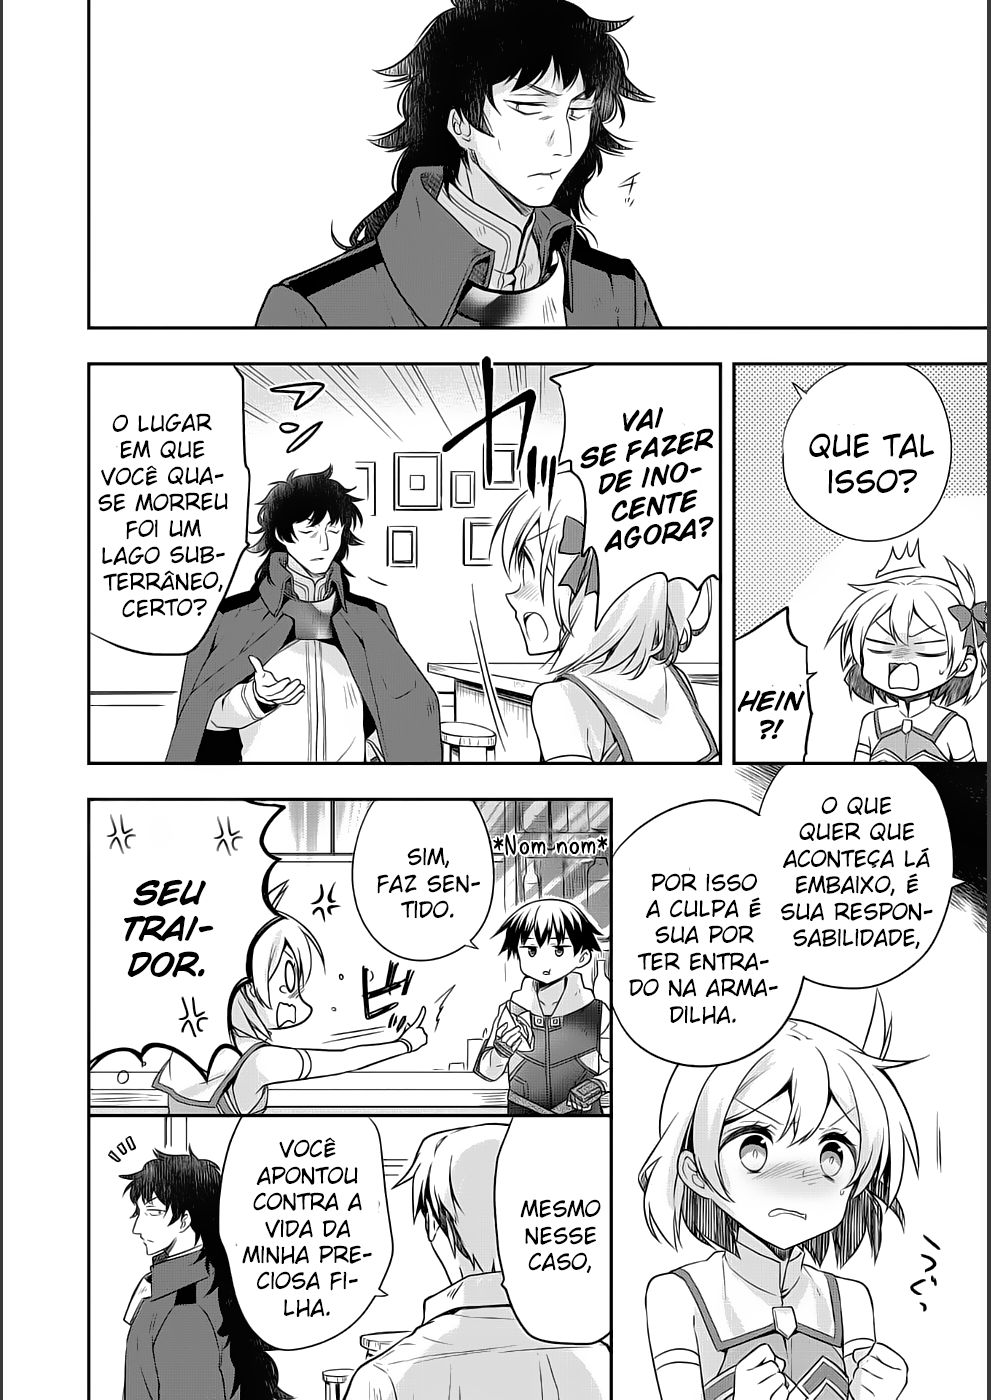 QUE TAL
ISSO?
HEIN
?!
VAI
SE FAZER
DE INO-
CENTE
AGORA?
O LUGAR
EM QUE
VOCÊ QUA-
SE MORREU
FOI UM
LAGO SUB-
TERRÂNEO,
CERTO?
O QUE
QUER QUE
ACONTEÇA LÁ
EMBAIXO, É
SUA RESPON-
SABILIDADE,
POR ISSO
A CULPA É
SUA POR
TER ENTRA-
DO NA ARMA-
DILHA.
*Nom nom*
SIM,
FAZ SEN-
TIDO.
SEU
TRAI-
DOR.
MESMO
NESSE
CASO,
VOCÊ
APONTOU
CONTRA A
VIDA DA
MINHA PRE-
CIOSA FI-
LHA.